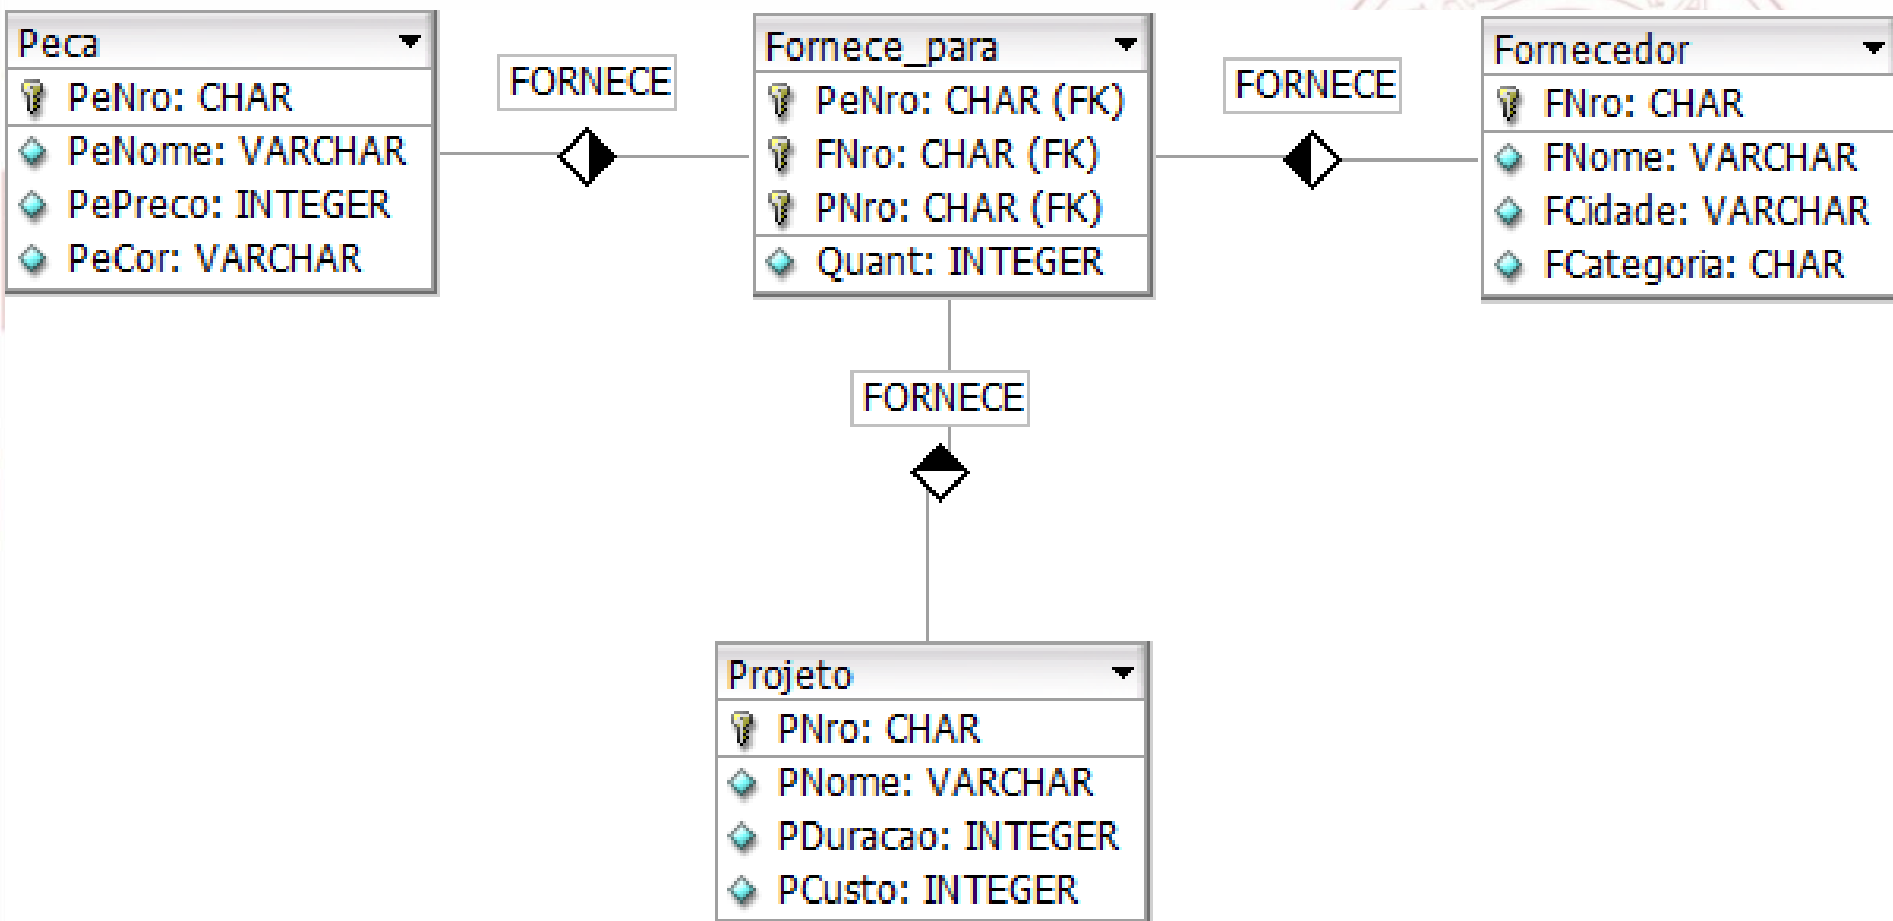 Peca
PeNro: CHAR
PeNome: VARCHAR
PePreco: INTEGER
PeCor: VARCHAR
FORNECE
Fornece_para
PeNro: CHAR (FK)
FNro: CHAR (FK)
PNro: CHAR (FK)
Quant: INTEGER
FORNECE
Fornecedor
FNro: CHAR
FNome: VARCHAR
FCidade: VARCHAR
FCategoria: CHAR
FORNECE
Projeto
PNro: CHAR
PNome: VARCHAR
PDuracao: INTEGER
PCusto: INTEGER